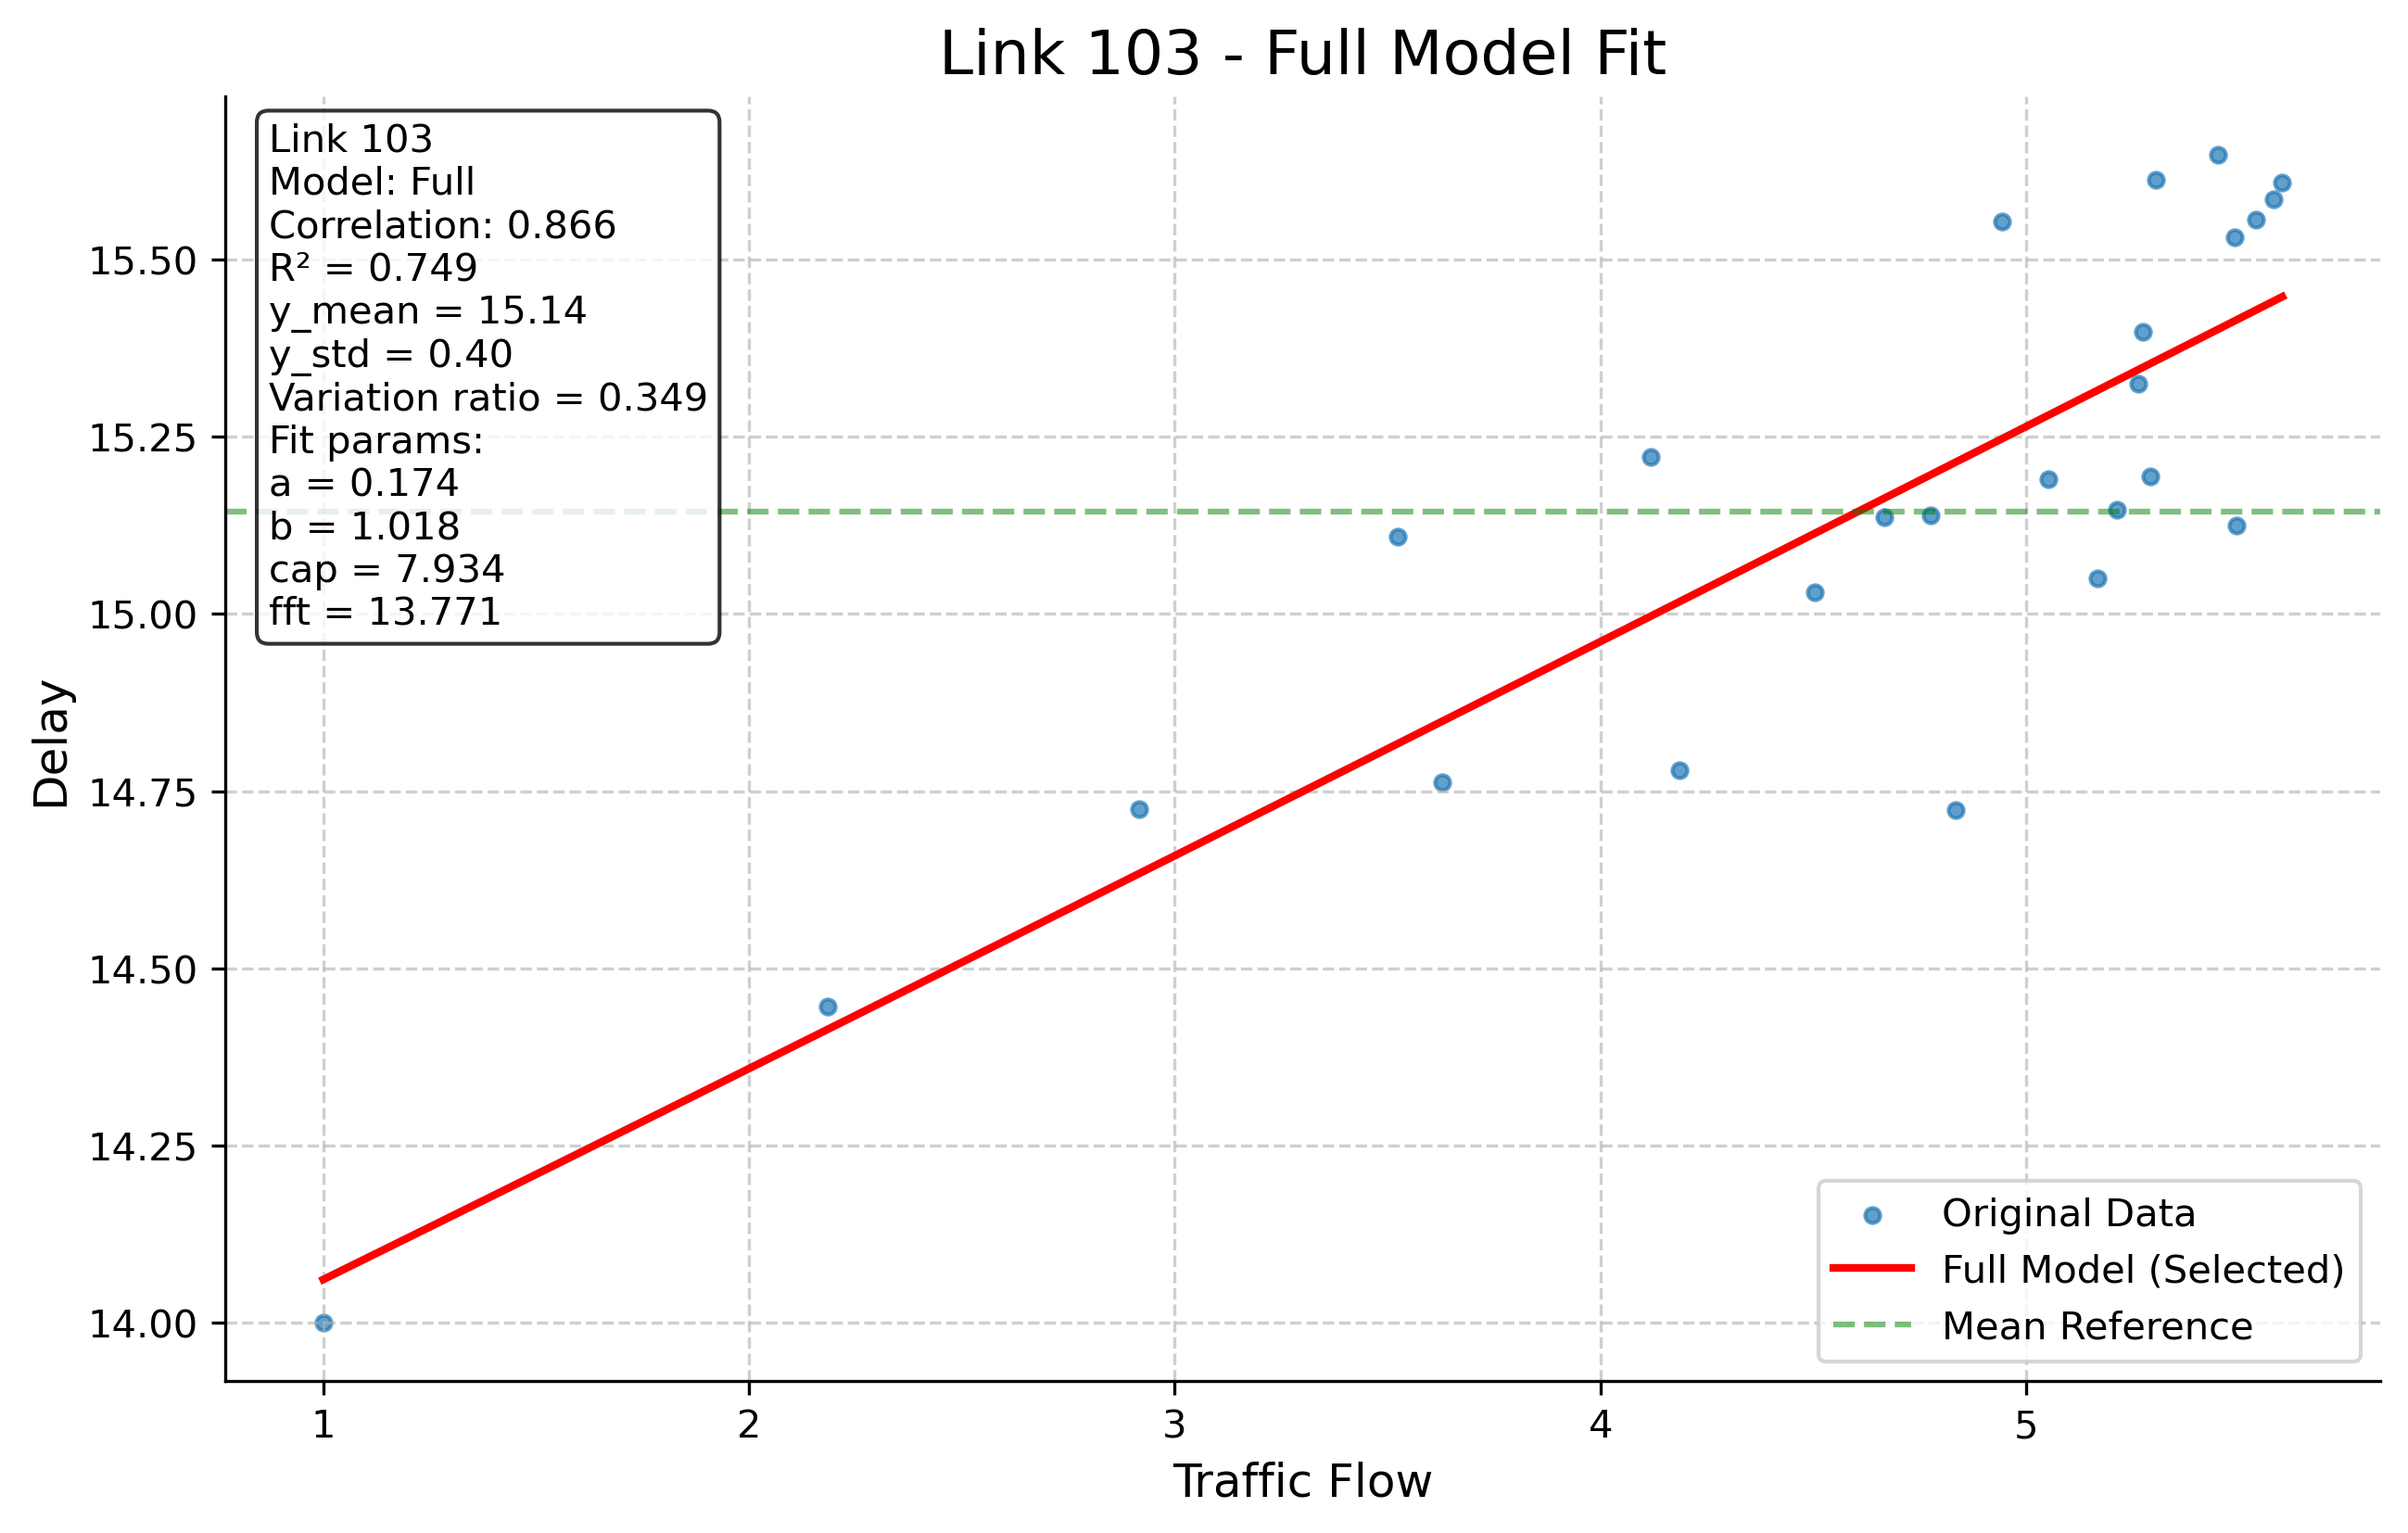 Link 103 - Full Model Fit
Link 103
Model: Full
Correlation: 0.866
R² = 0.749
y_mean = 15.14
y_std = 0.40
Variation ratio = 0.349
Fit params:
a = 0.174
b = 1.018
cap = 7.934
fft = 13.771
15.50
15.25
15.00
14.75
14.50
14.25
14.00
Delay
Original Data
Full Model (Selected)
Mean Reference
1 2 3 4 5
Traffic Flow